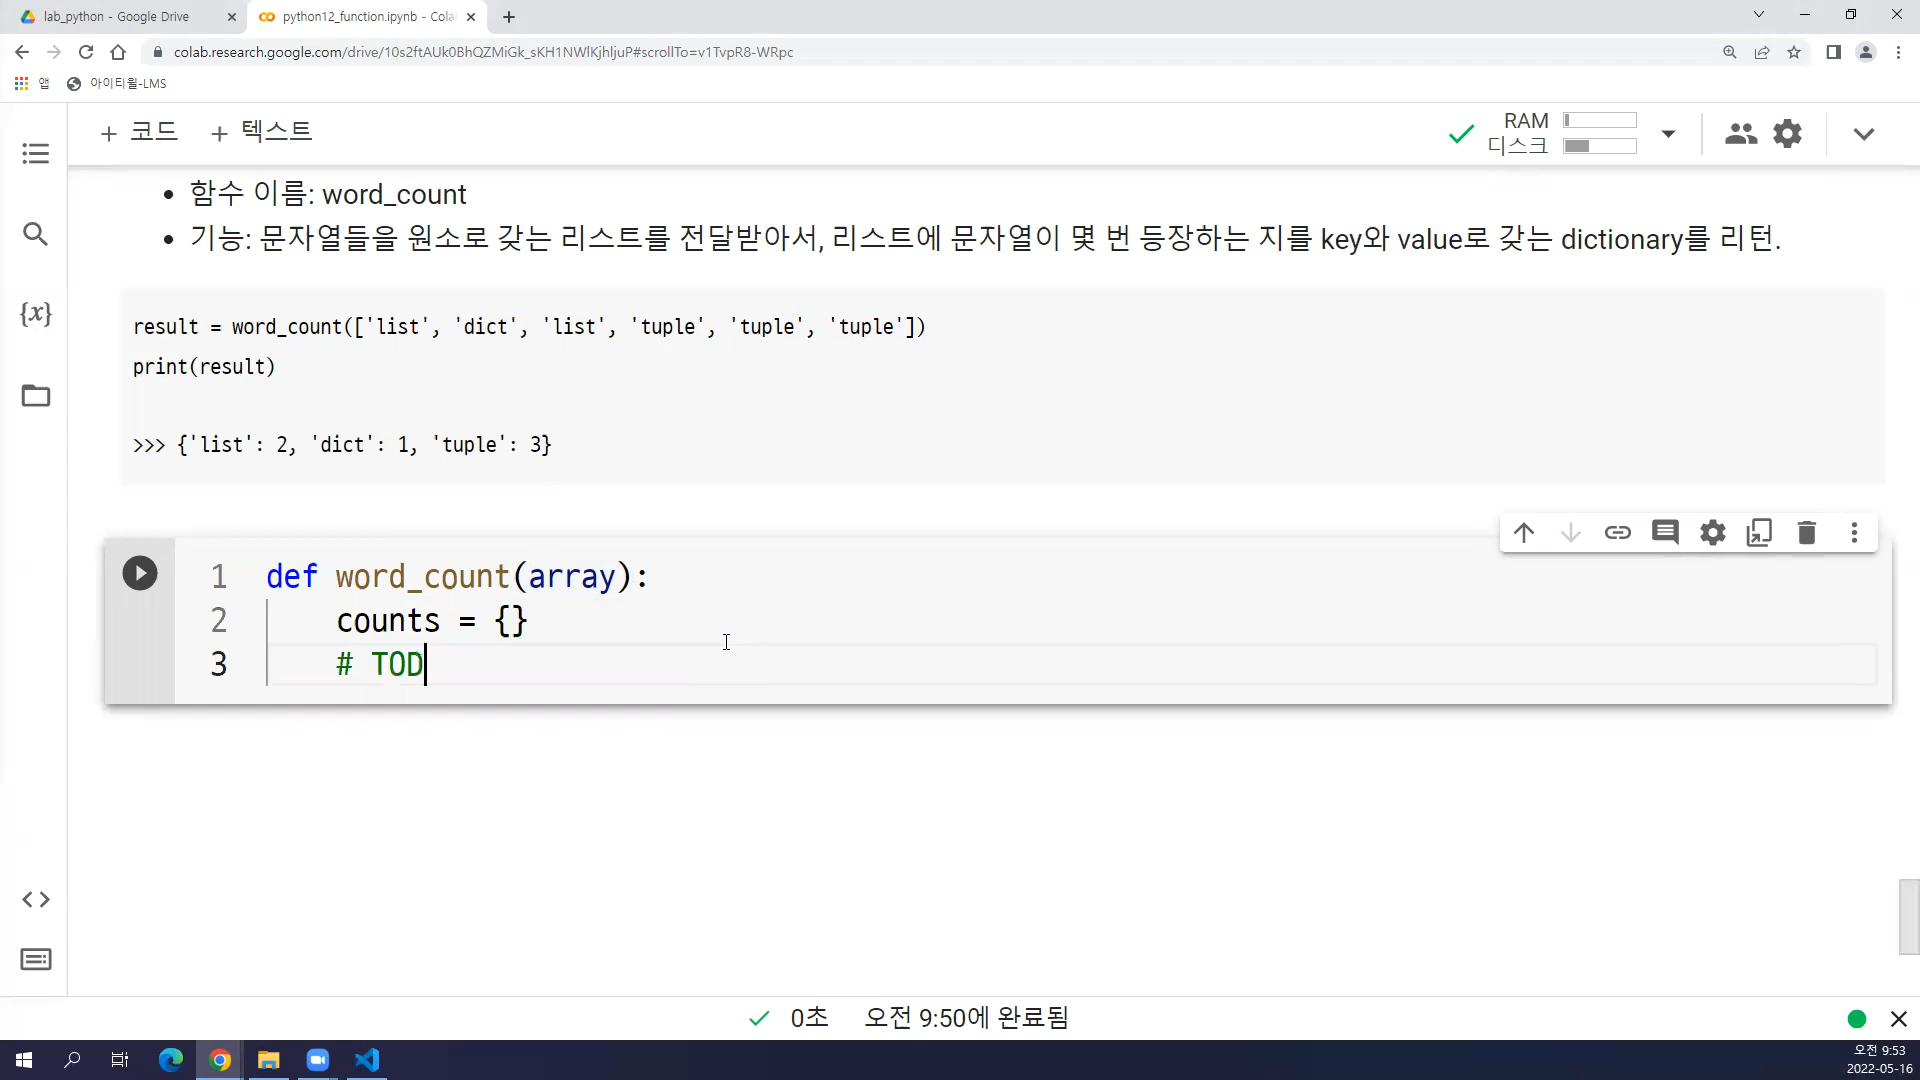 lab_python - Google Drive
python12_function.ipynb - Cola
colab.research.google.com/drive/10s2ftAUk0BhQZMiGk_sKH1NWlKjhljuP#scrollTo=v1TvpR8-WRpc
앱
아이티윌-LMS
+ 코드 + 텍스트
RAM
디스크
• 함수 이름: word_count
• 기능: 문자열들을 원소로 갖는 리스트를 전달받아서, 리스트에 문자열이 몇 번 등장하는 지를 key와 value로 갖는 dictionary를 리턴.
result = word_count(['list', 'dict', 'list', 'tuple', 'tuple', 'tuple'])
print(result)
>>> {'list': 2, 'dict': 1, 'tuple': 3}
1 def word_count(array):
2 counts = {}
3 # TOD
0초 오전 9:50에 완료됨
오전 9:53
2022-05-16